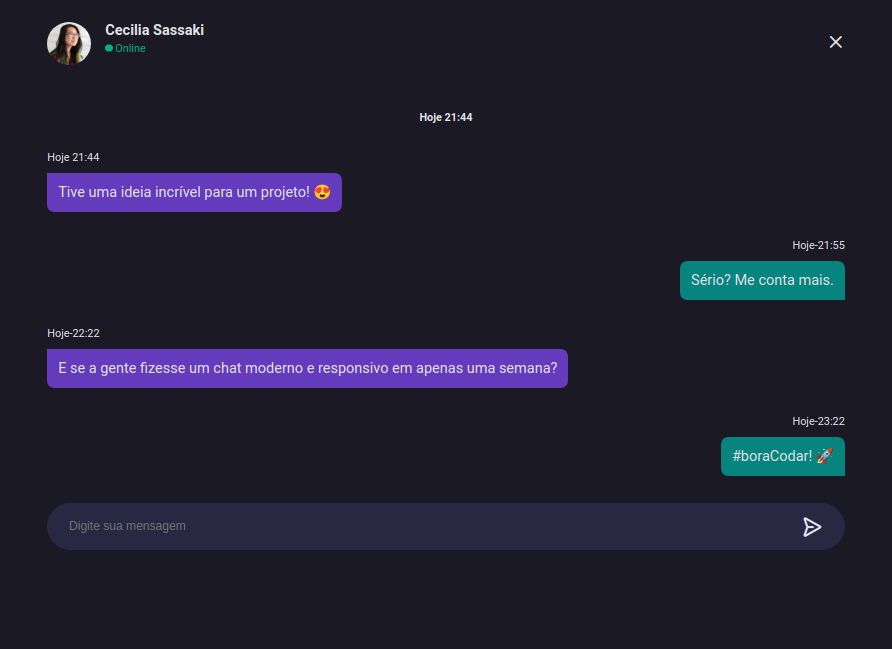 Cecilia Sassaki
Online
Hoje 21:44
Hoje 21:44
Tive uma ideia incrível para um projeto! 😍
Hoje-21:55
Sério? Me conta mais.
Hoje-22:22
E se a gente fizesse um chat moderno e responsivo em apenas uma semana?
Hoje-23:22
#boraCodar! 🚀
Digite sua mensagem